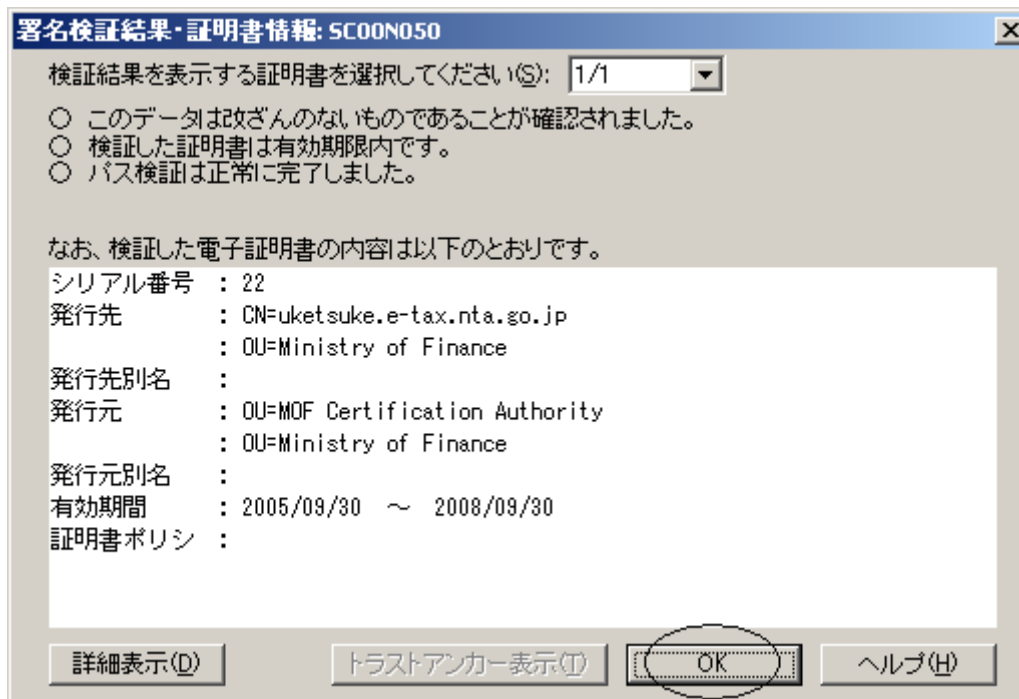 署名検証結果・証明書情報: SC00N050
検証結果を表示する証明書を選択してください(S): 1/1
○ このデータは改ざんのないものであることが確認されました。
○ 検証した証明書は有効期限内です。
○ パス検証は正常に完了しました。
なお、検証した電子証明書の内容は以下のとおりです。
シリアル番号 : 22
発行先 : CN=uketsuke.e-tax.nta.go.jp
: OU=Ministry of Finance
発行先別名 :
発行元 : OU=MOF Certification Authority
: OU=Ministry of Finance
発行元別名 :
有効期間 : 2005/09/30 ～ 2008/09/30
証明書ポリシ :
詳細表示(D) トラストアンカー表示(T) OK ヘルプ(H)